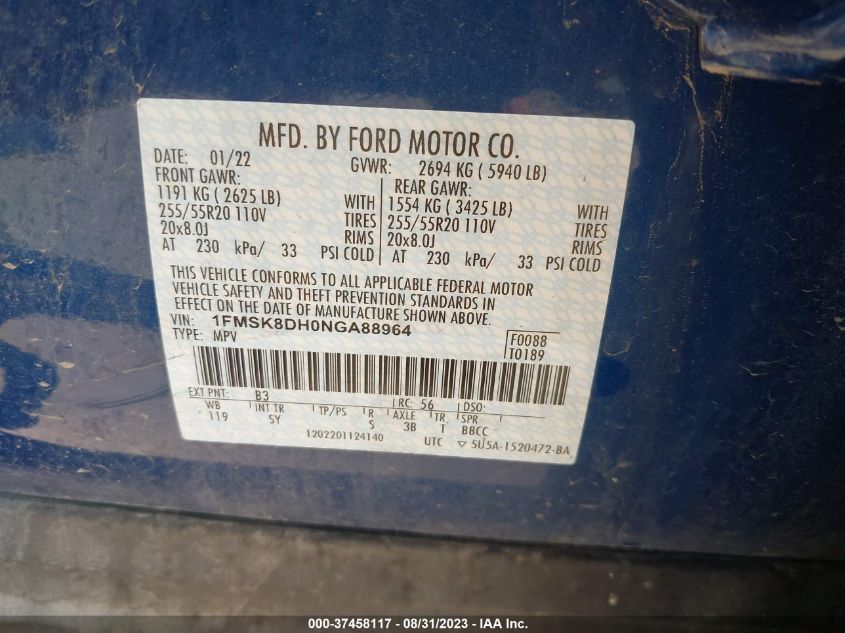 MFD. BY FORD MOTOR CO.
DATE: 01/22 GVWR: 2694 KG ( 5940 LB)
FRONT GAWR: REAR GAWR:
1191 KG ( 2625 LB) WITH 1554 KG ( 3425 LB) WITH
255/55R20 110V TIRES 255/55R20 110V TIRES
20x8.0J RIMS 20x8.0J RIMS
AT 230 kPa/ 33 PSI COLD AT 230 kPa/ 33 PSI COLD
THIS VEHICLE CONFORMS TO ALL APPLICABLE FEDERAL MOTOR
VEHICLE SAFETY AND THEFT PREVENTION STANDARDS IN
EFFECT ON THE DATE OF MANUFACTURE SHOWN ABOVE.
VIN: 1FMSK8DH0NGA88964 F0088
TYPE: MPV T0189
EXT PNT: B3 RC: 56 DSO:
WB INT TR TP/PS R AXLE TR SPR
119 SY S 3B T BBCC
1202201124140 UTC ▽ 5U5A-1520472-BA
000-37458117 - 08/31/2023 - IAA Inc.